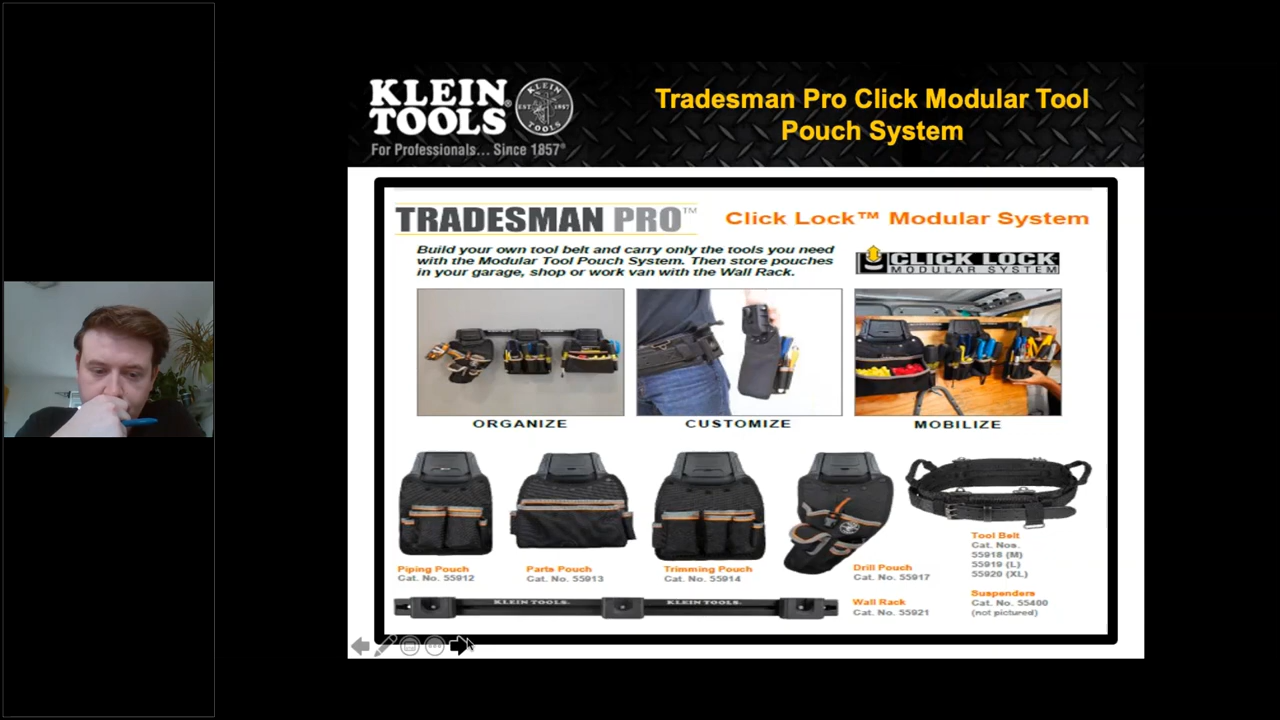 KLEIN
TOOLS®
For Professionals... Since 1857®
KLEIN
EST. 1857
TOOLS
Tradesman Pro Click Modular Tool
Pouch System
TRADESMAN PRO™
Click Lock™ Modular System
Build your own tool belt and carry only the tools you need
with the Modular Tool Pouch System. Then store pouches
in your garage, shop or work van with the Wall Rack.
CLICK LOCK
MODULAR SYSTEM
ORGANIZE
CUSTOMIZE
MOBILIZE
Piping Pouch
Cat. No. 55912
Parts Pouch
Cat. No. 55913
Trimming Pouch
Cat. No. 55914
Drill Pouch
Cat. No. 55917
Tool Belt
Cat. Nos.
55918 (M)
55919 (L)
55920 (XL)
KLEIN TOOLS.
KLEIN TOOLS.
Wall Rack
Cat. No. 55921
Suspenders
Cat. No. 55400
(not pictured)